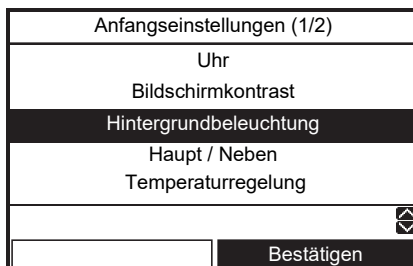 Anfangseinstellungen (1/2)
Uhr
Bildschirmkontrast
Hintergrundbeleuchtung
Haupt / Neben
Temperaturregelung
Bestätigen